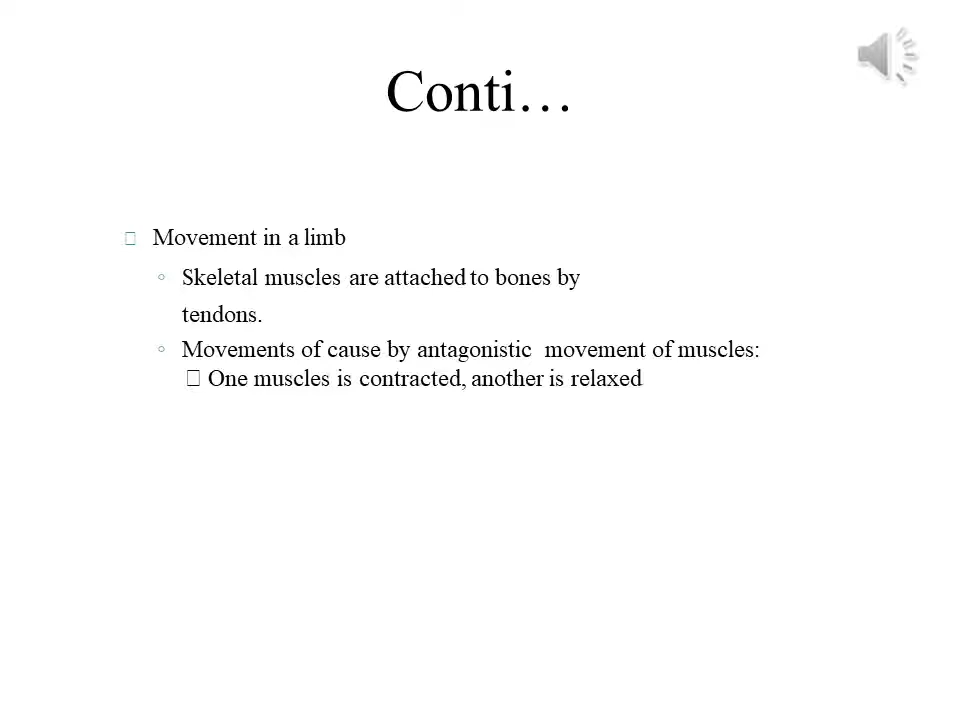 Conti…
Movement in a limb
Skeletal muscles are attached to bones by
tendons.
Movements of cause by antagonistic movement of muscles:
One muscles is contracted, another is relaxed